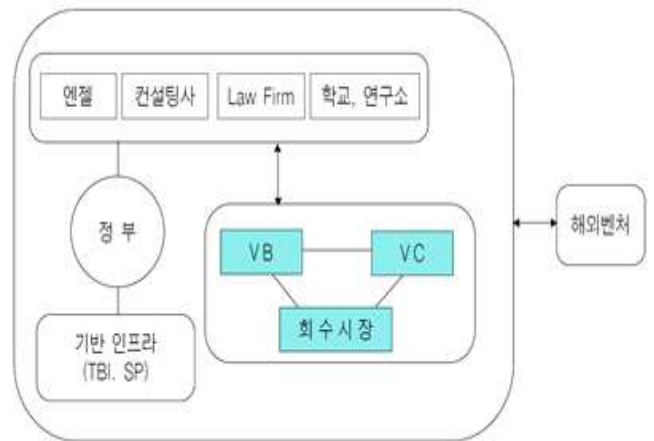 엔젤
컨설팅사
Law Firm
학교, 연구소
정 부
VB
VC
회수시장
해외벤처
기반 인프라
(TBI. SP)